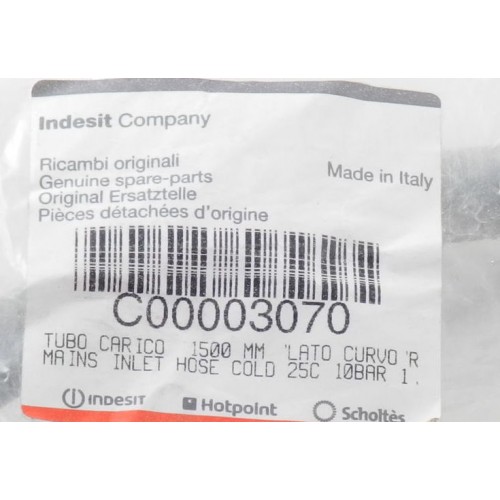 Indesit Company
Ricambi originali
Genuine spare-parts
Original Ersatztelle
Pièces détachées d'origine
Made in Italy
C00003070
TUBO CARICO 1500 MM 'LATO CURVO'R
MAINS INLET HOSE COLD 25C 10BAR 1.
INDESIT
Hotpoint
Scholtès